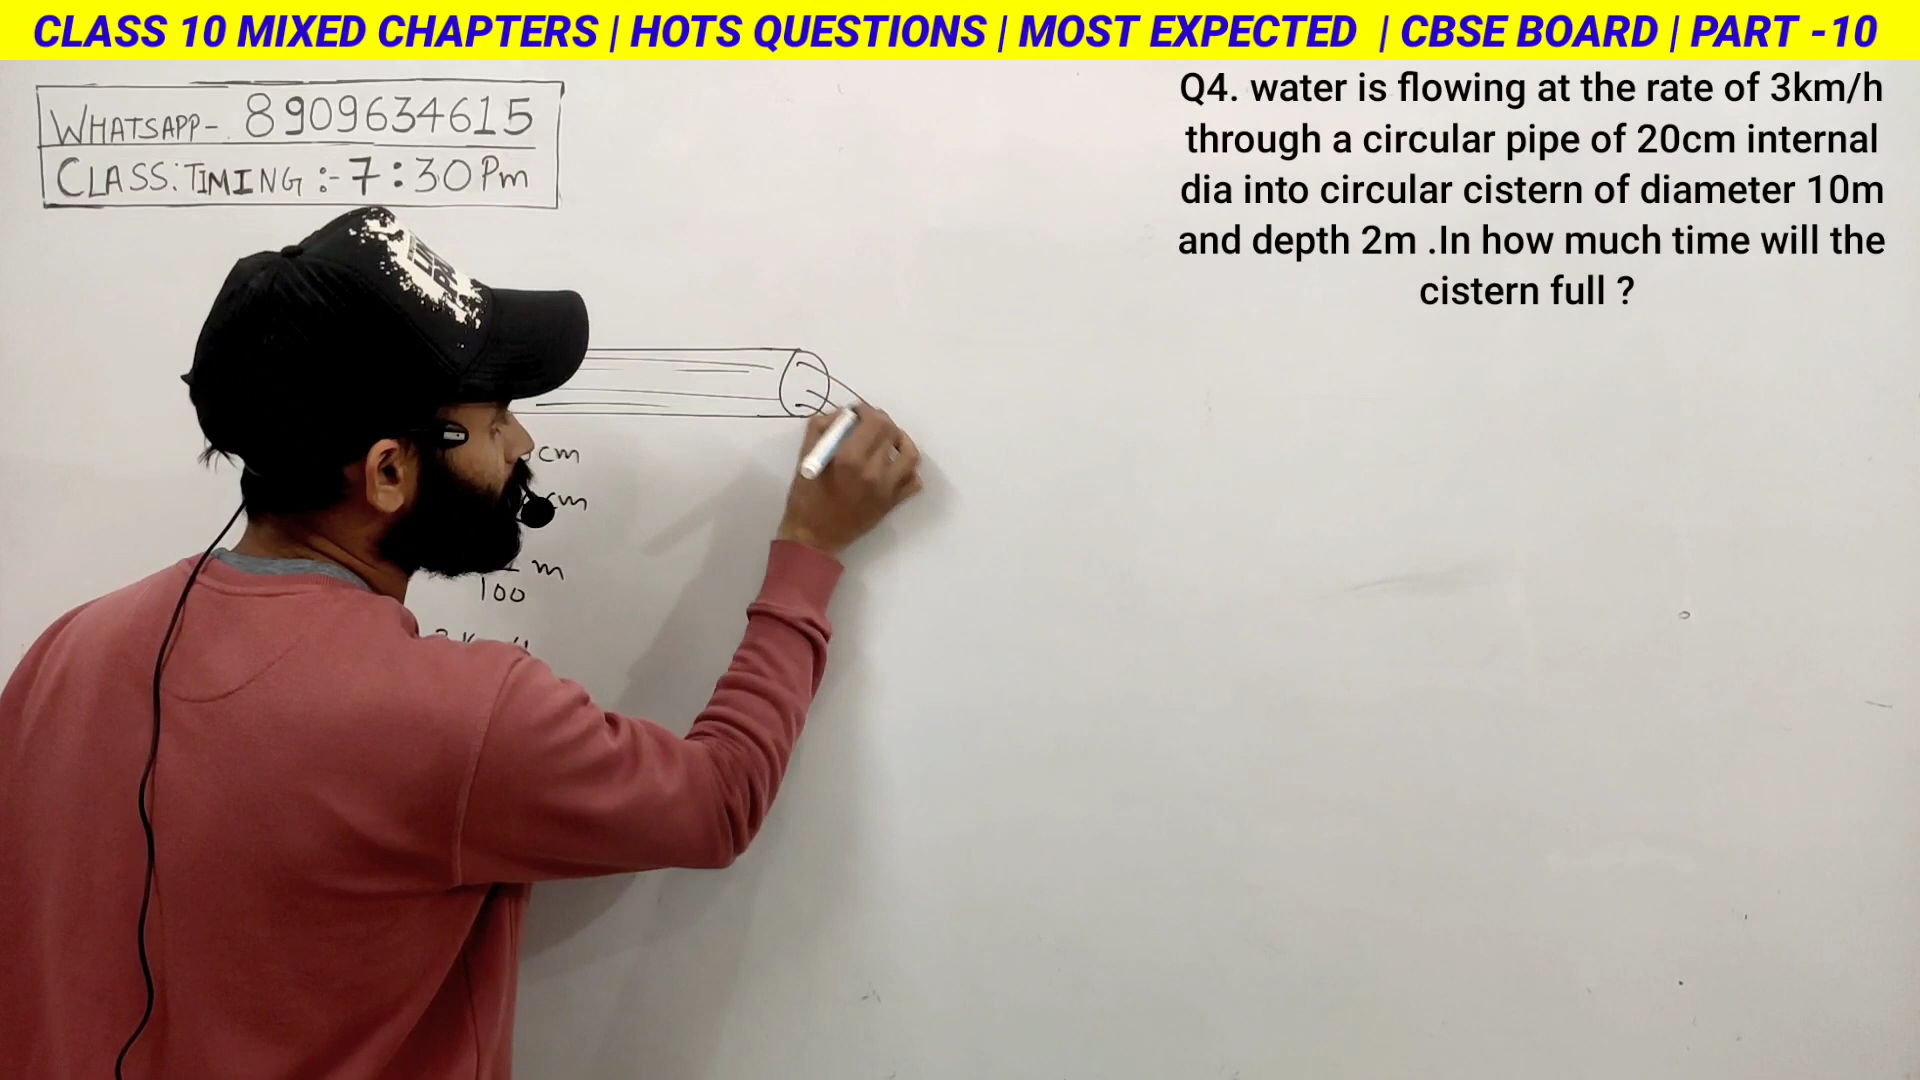 CLASS 10 MIXED CHAPTERS | HOTS QUESTIONS | MOST EXPECTED | CBSE BOARD | PART -10
WHATSAPP- 8909634615
CLASS:TIMING :- 7:30 Pm
Q4. water is flowing at the rate of 3km/h
through a circular pipe of 20cm internal
dia into circular cistern of diameter 10m
and depth 2m .In how much time will the
cistern full ?
cm
cm
m
100